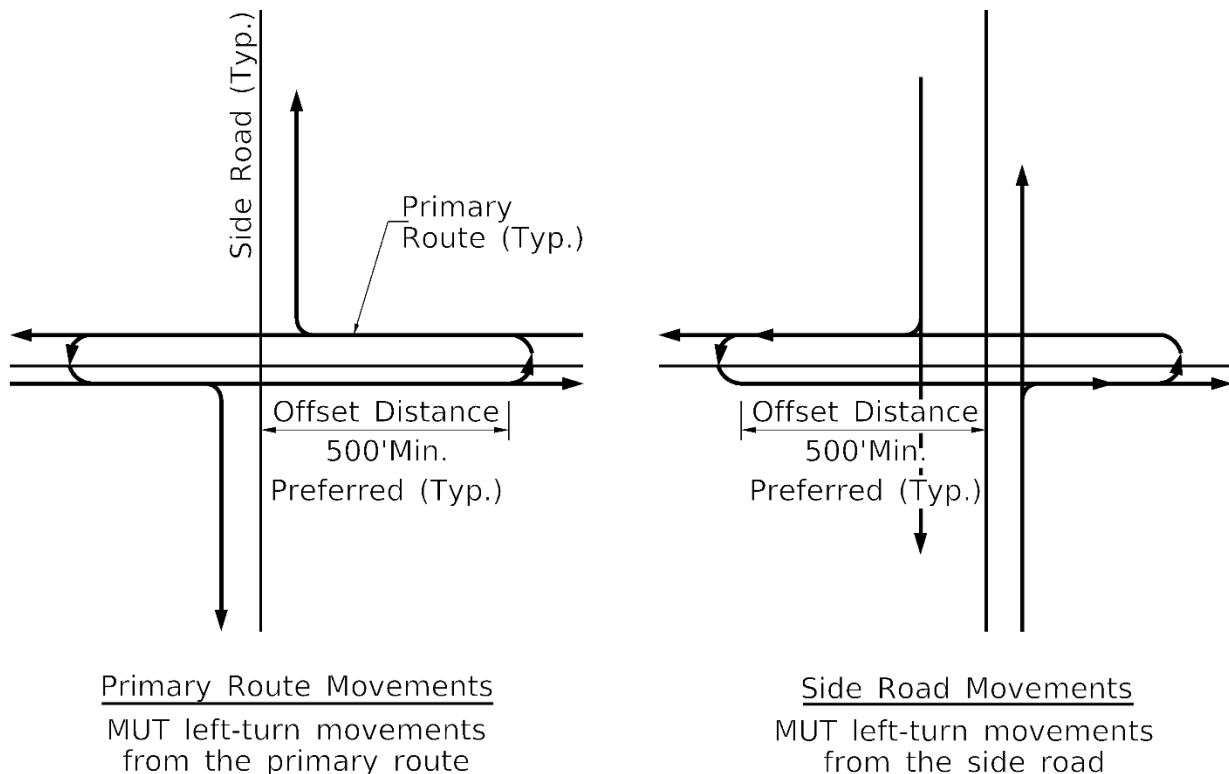 Side Road (Typ.)
Primary
Route (Typ.)
Offset Distance
500'Min.
Preferred (Typ.)
Primary Route Movements
MUT left-turn movements
from the primary route
Offset Distance
500'Min.
Preferred (Typ.)
Side Road Movements
MUT left-turn movements
from the side road